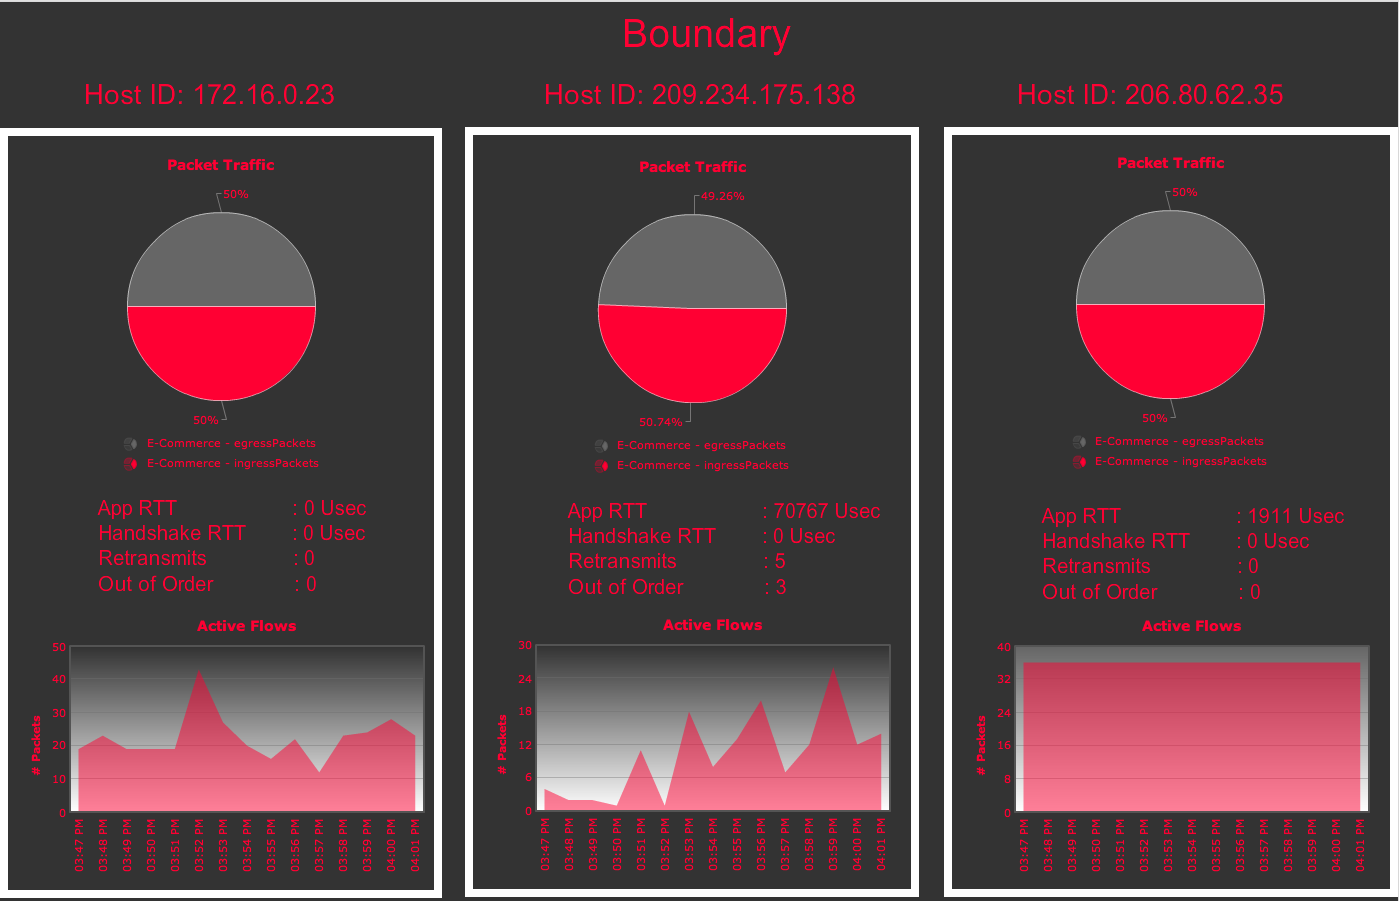 Boundary
Host ID: 172.16.0.23
Packet Traffic
50%
50%
E-Commerce - egressPackets
E-Commerce - ingressPackets
App RTT : 0 Usec
Handshake RTT : 0 Usec
Retransmits : 0
Out of Order : 0
Active Flows
# Packets
50
40
30
20
10
0
03:47 PM
03:48 PM
03:49 PM
03:50 PM
03:51 PM
03:52 PM
03:53 PM
03:54 PM
03:55 PM
03:56 PM
03:57 PM
03:58 PM
03:59 PM
04:00 PM
04:01 PM
Host ID: 209.234.175.138
Packet Traffic
49.26%
50.74%
E-Commerce - egressPackets
E-Commerce - ingressPackets
App RTT : 70767 Usec
Handshake RTT : 0 Usec
Retransmits : 5
Out of Order : 3
Active Flows
# Packets
30
24
18
12
6
0
03:47 PM
03:48 PM
03:49 PM
03:50 PM
03:51 PM
03:52 PM
03:53 PM
03:54 PM
03:55 PM
03:56 PM
03:57 PM
03:58 PM
03:59 PM
04:00 PM
04:01 PM
Host ID: 206.80.62.35
Packet Traffic
50%
50%
E-Commerce - egressPackets
E-Commerce - ingressPackets
App RTT : 1911 Usec
Handshake RTT : 0 Usec
Retransmits : 0
Out of Order : 0
Active Flows
# Packets
40
32
24
16
8
0
03:47 PM
03:48 PM
03:49 PM
03:50 PM
03:51 PM
03:52 PM
03:53 PM
03:54 PM
03:55 PM
03:56 PM
03:57 PM
03:58 PM
03:59 PM
04:00 PM
04:01 PM